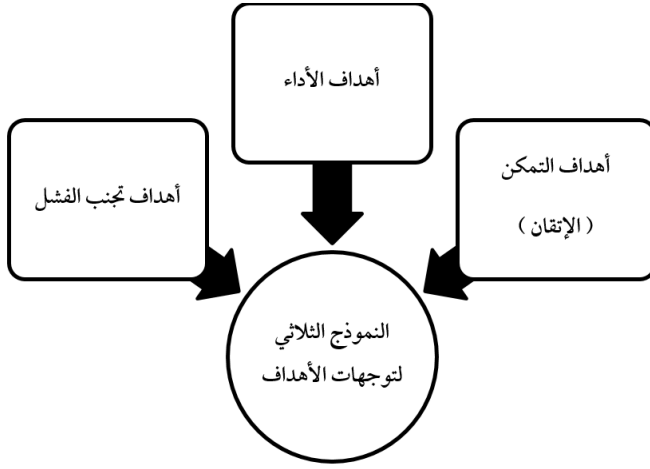 أهداف الأداء
أهداف التمكن
( الإتقان )
أهداف تجنب الفشل
النموذج الثلاثي
لتوجهات الأهداف